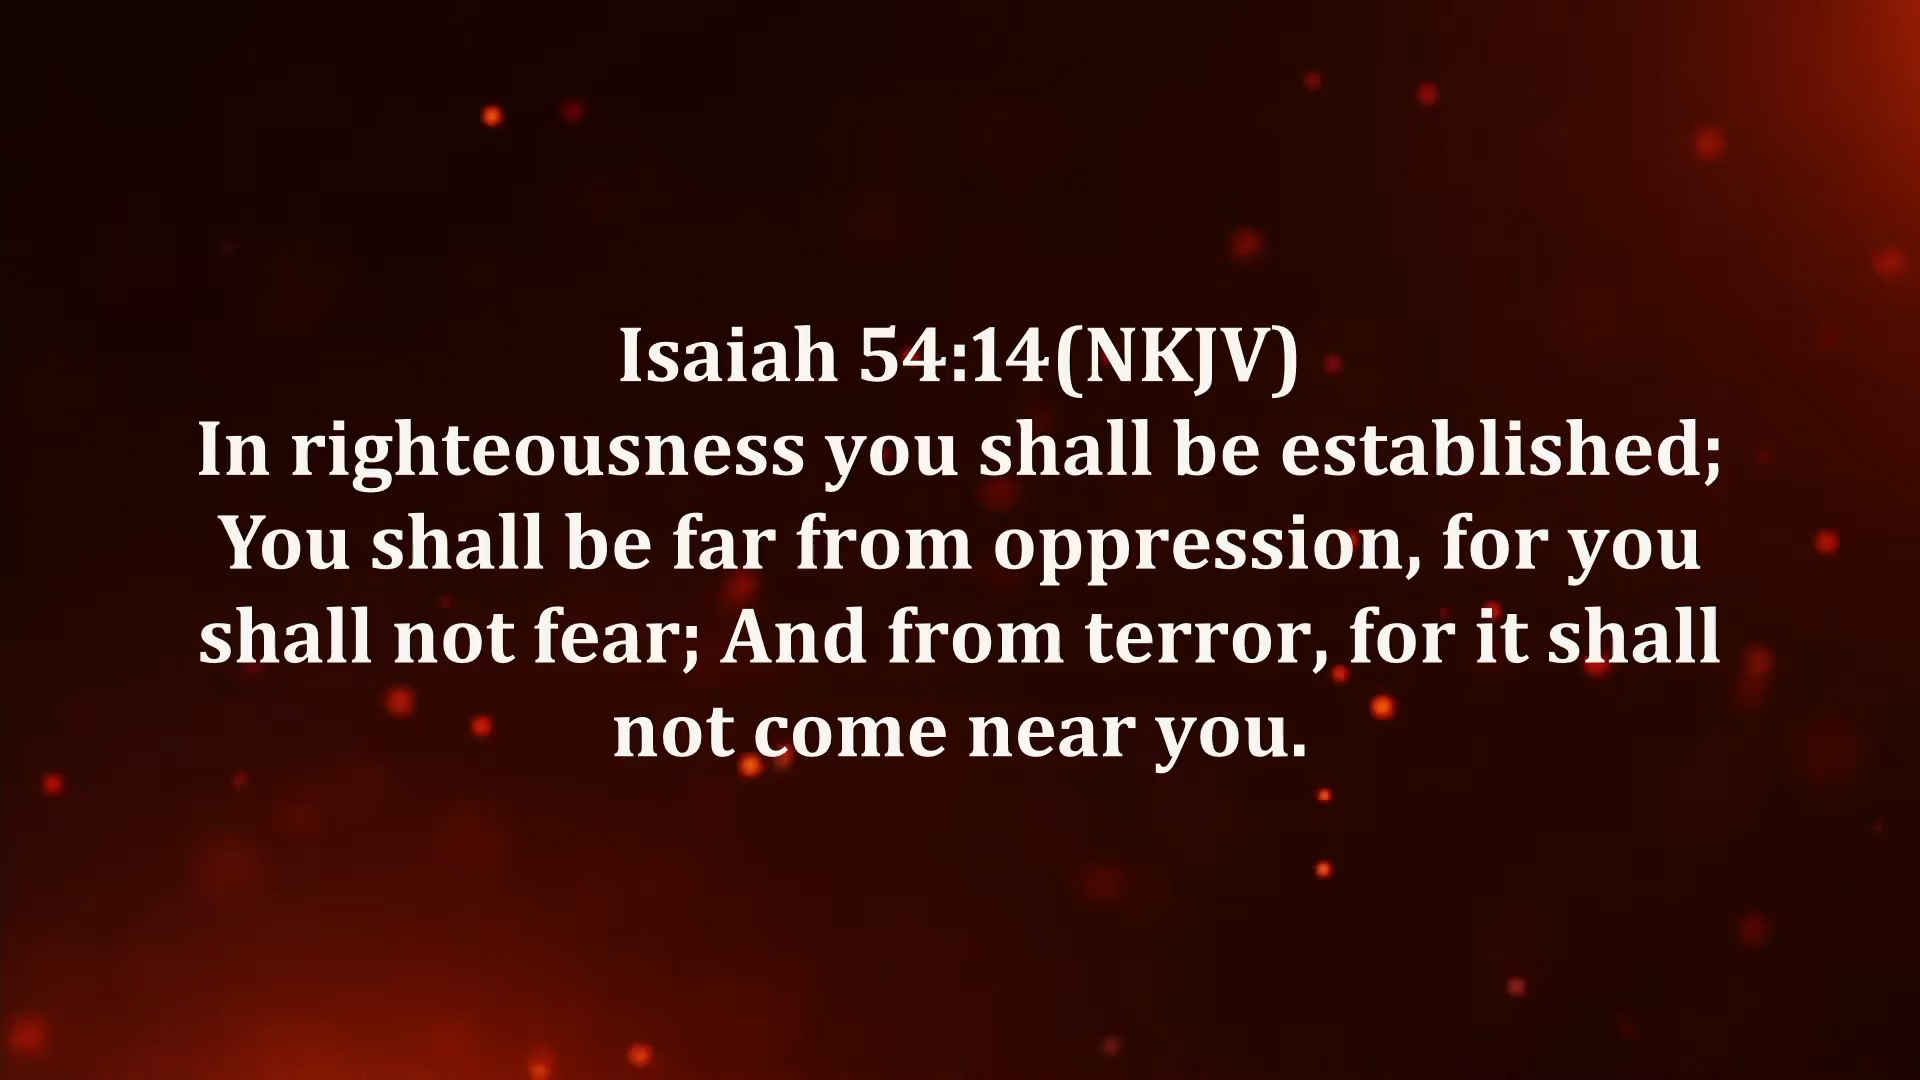 Isaiah 54:14(NKJV)
In righteousness you shall be established;
You shall be far from oppression, for you
shall not fear; And from terror, for it shall
not come near you.